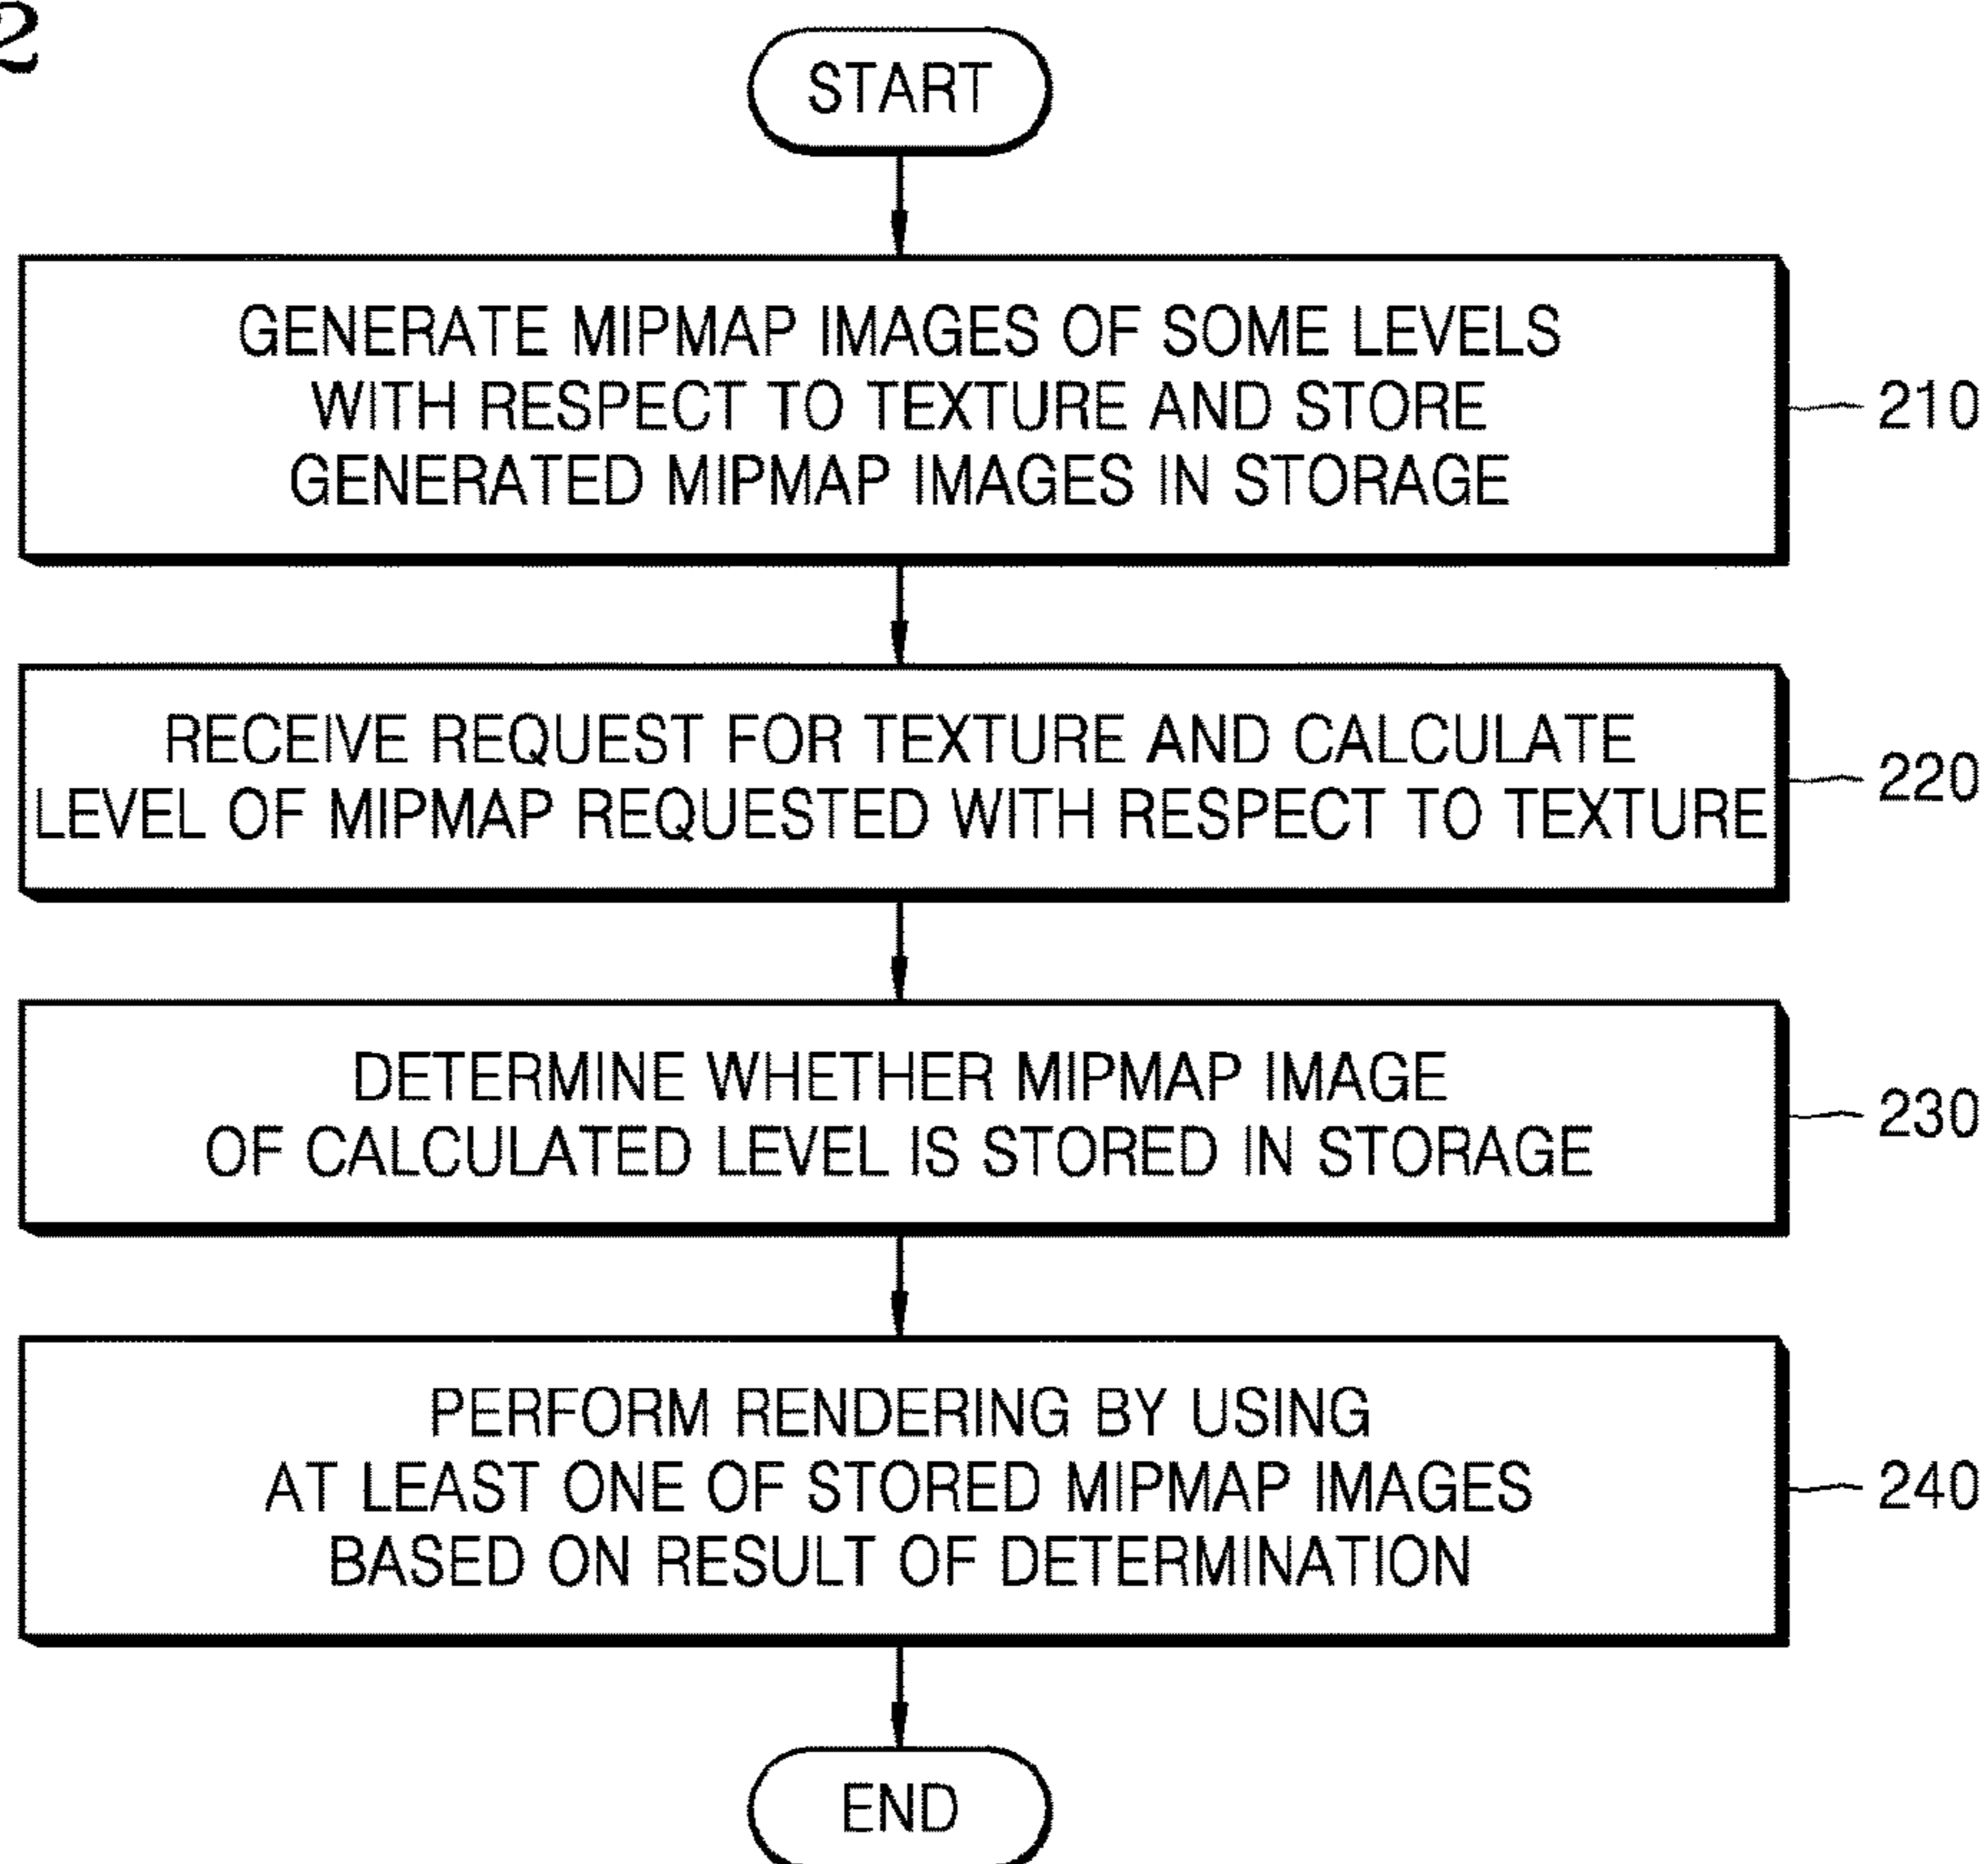 2
START
GENERATE MIPMAP IMAGES OF SOME LEVELS
WITH RESPECT TO TEXTURE AND STORE
GENERATED MIPMAP IMAGES IN STORAGE
210
RECEIVE REQUEST FOR TEXTURE AND CALCULATE
LEVEL OF MIPMAP REQUESTED WITH RESPECT TO TEXTURE
220
DETERMINE WHETHER MIPMAP IMAGE
OF CALCULATED LEVEL IS STORED IN STORAGE
230
PERFORM RENDERING BY USING
AT LEAST ONE OF STORED MIPMAP IMAGES
BASED ON RESULT OF DETERMINATION
240
END